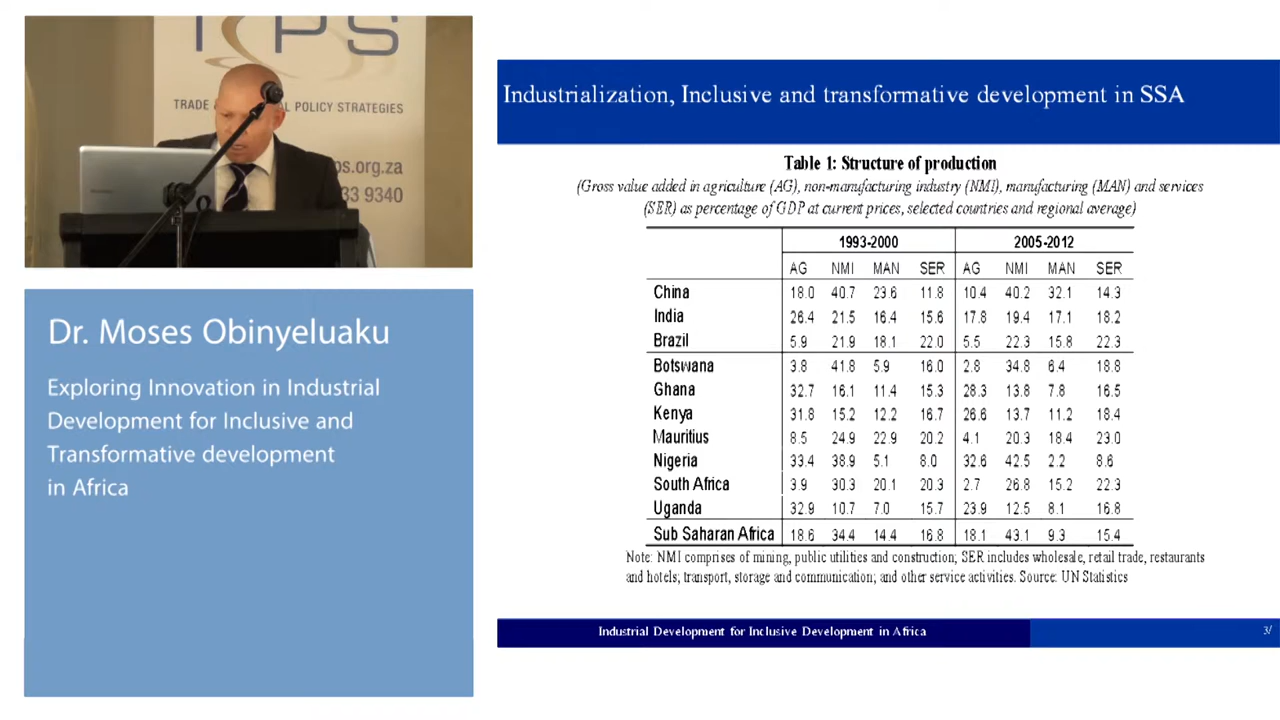 TIPS
TRADE & INDUSTRIAL POLICY STRATEGIES
ps.org.za
33 9340
Dr. Moses Obinyeluaku
Exploring Innovation in Industrial
Development for Inclusive and
Transformative development
in Africa
Industrialization, Inclusive and transformative development in SSA
Table 1: Structure of production
(Gross value added in agriculture (AG), non-manufacturing industry (NMI), manufacturing (MAN) and services
(SER) as percentage of GDP at current prices, selected countries and regional average)
1993-2000 2005-2012
AG NMI MAN SER AG NMI MAN SER
China 18.0 40.7 23.6 11.8 10.4 40.2 32.1 14.3
India 26.4 21.5 16.4 15.6 17.8 19.4 17.1 18.2
Brazil 5.9 21.9 18.1 22.0 5.5 22.3 15.8 22.3
Botswana 3.8 41.8 5.9 16.0 2.8 34.8 6.4 18.8
Ghana 32.7 16.1 11.4 15.3 28.3 13.8 7.8 16.5
Kenya 31.8 15.2 12.2 16.7 26.6 13.7 11.2 18.4
Mauritius 8.5 24.9 22.9 20.2 4.1 20.3 18.4 23.0
Nigeria 33.4 38.9 5.1 8.0 32.6 42.5 2.2 8.6
South Africa 3.9 30.3 20.1 20.3 2.7 26.8 15.2 22.3
Uganda 32.9 10.7 7.0 15.7 23.9 12.5 8.1 16.8
Sub Saharan Africa 18.6 34.4 14.4 16.8 18.1 43.1 9.3 15.4
Note: NMI comprises of mining, public utilities and construction; SER includes wholesale, retail trade, restaurants
and hotels; transport, storage and communication; and other service activities. Source: UN Statistics
Industrial Development for Inclusive Development in Africa
3/